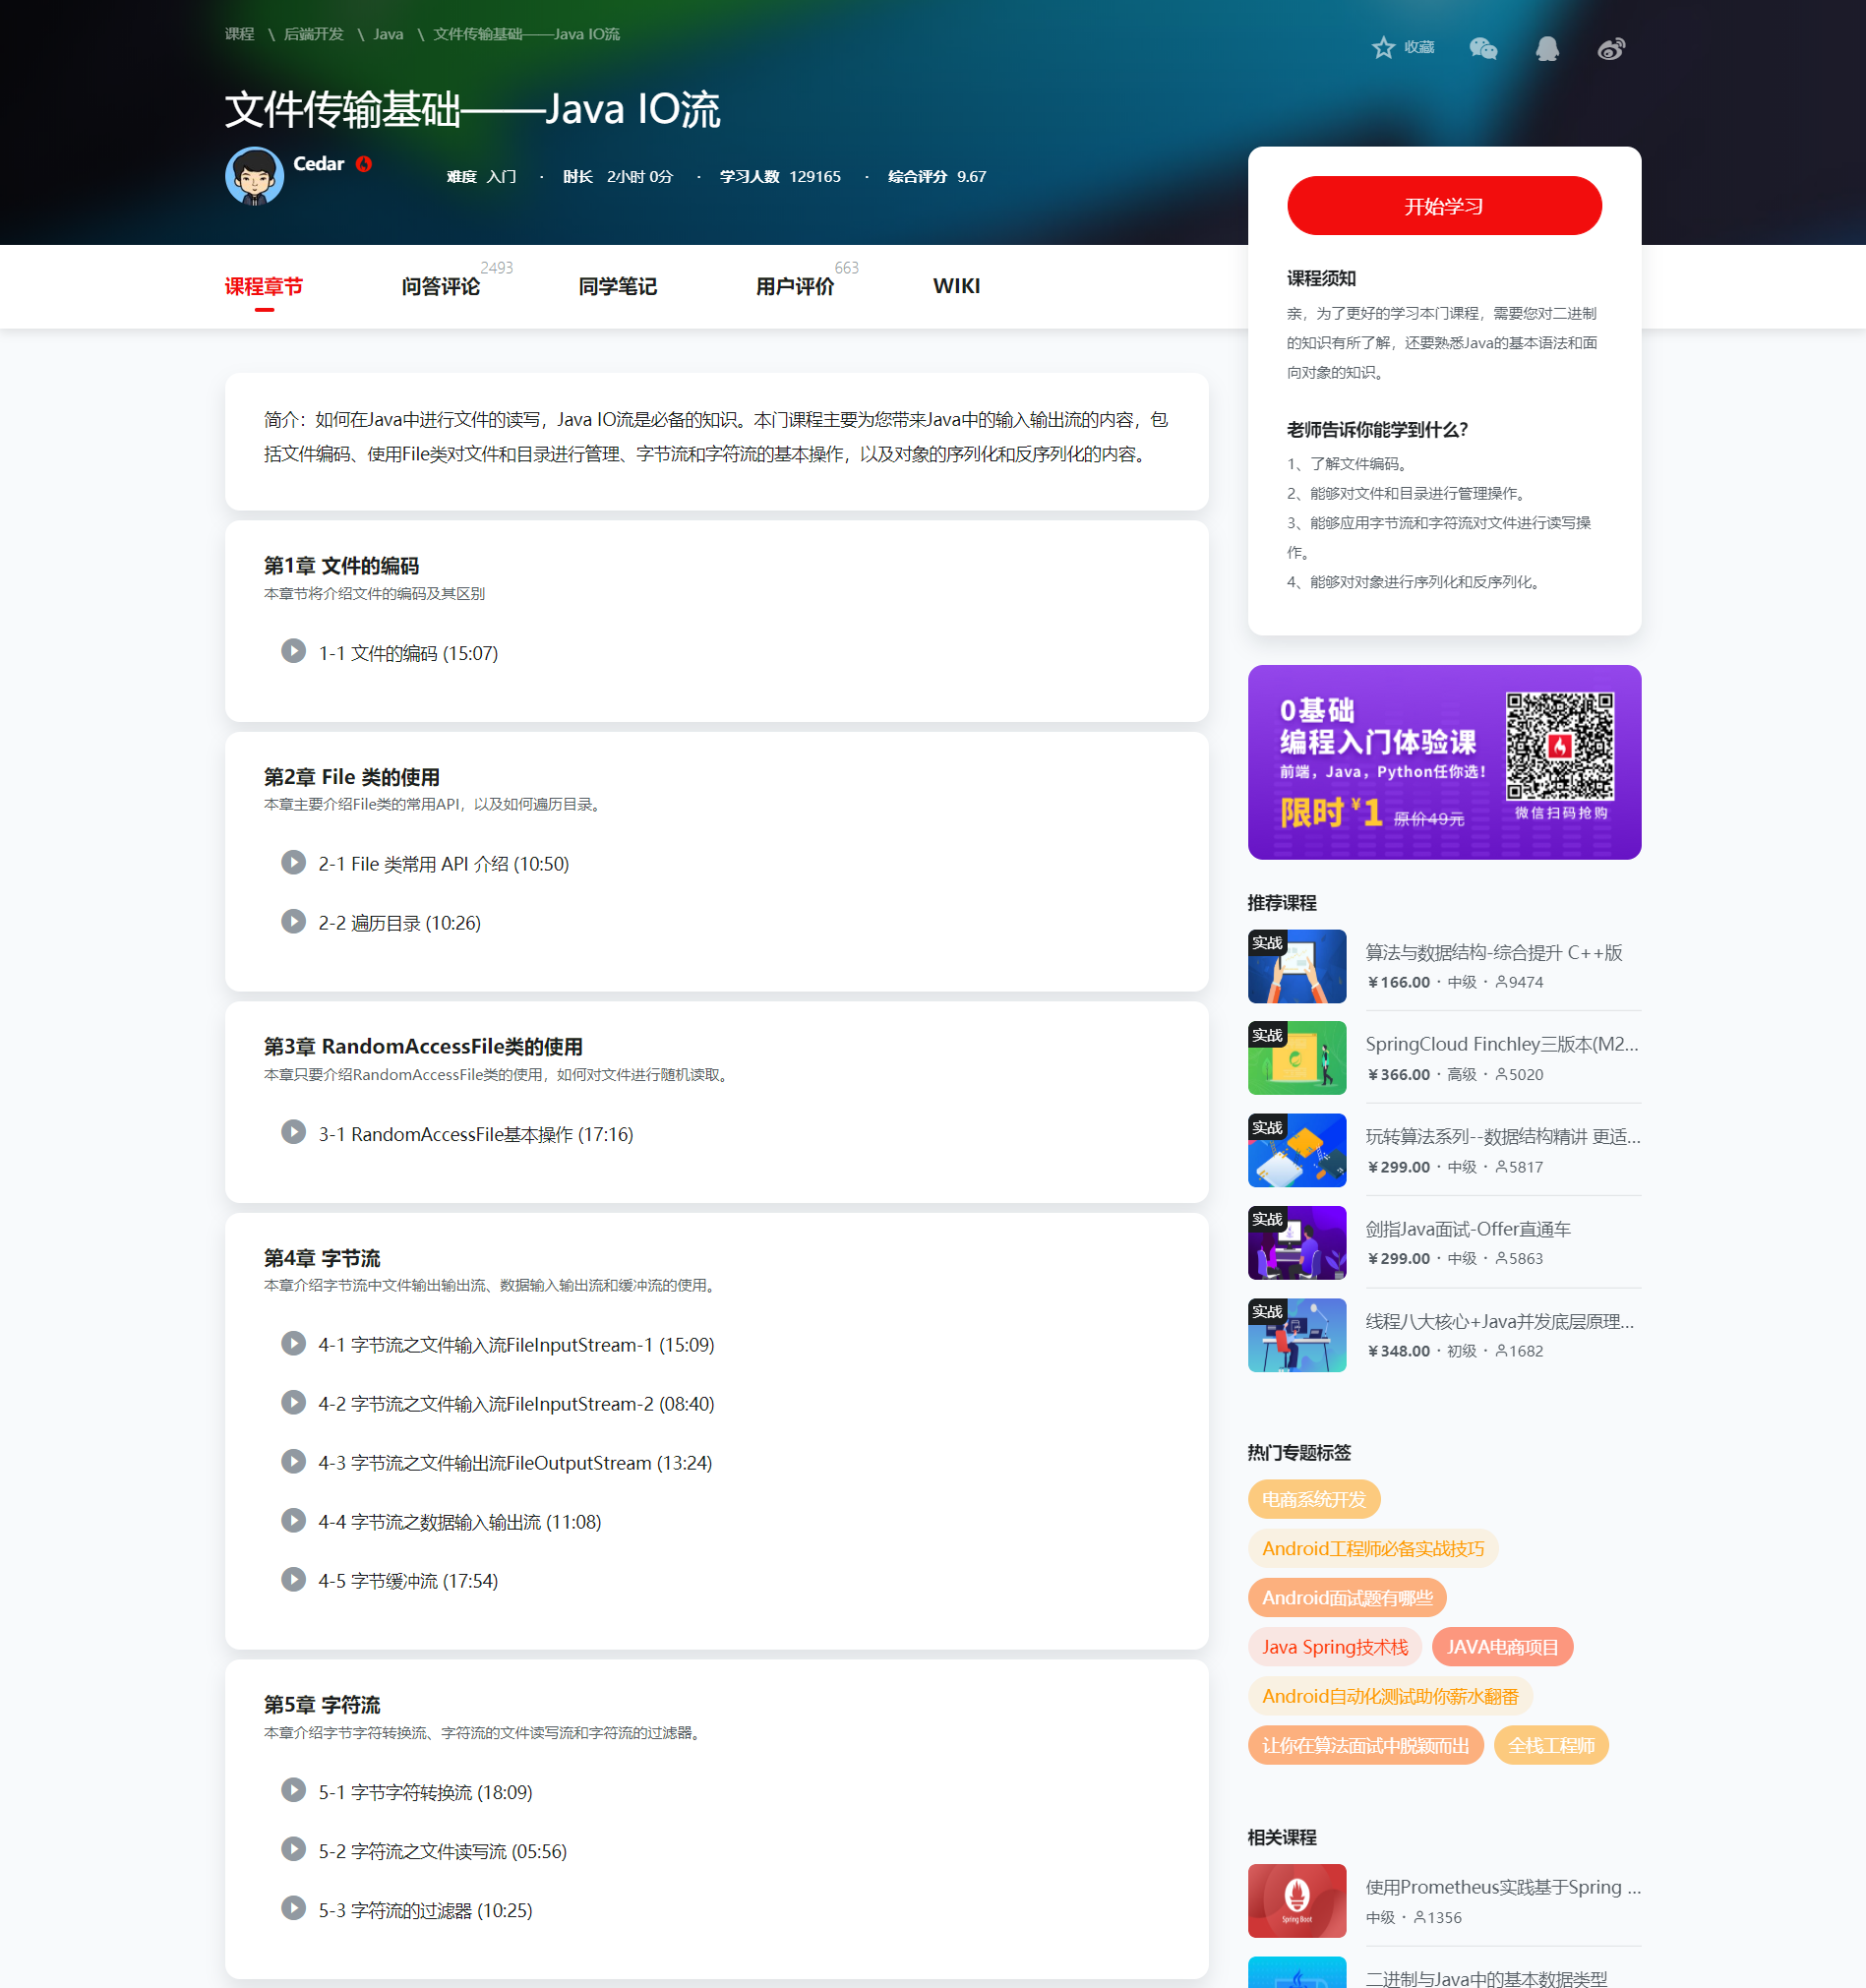 课程 \ 后端开发 \ Java \ 文件传输基础——Java IO流
收藏
文件传输基础——Java IO流
Cedar
难度 入门 · 时长 2小时 0分 · 学习人数 129165 · 综合评分 9.67
课程章节
问答评论 2493
同学笔记
用户评价 663
WIKI
简介：如何在Java中进行文件的读写，Java IO流是必备的知识。本门课程主要为您带来Java中的输入输出流的内容，包
括文件编码、使用File类对文件和目录进行管理、字节流和字符流的基本操作，以及对象的序列化和反序列化的内容。
第1章 文件的编码
本章节将介绍文件的编码及其区别
1-1 文件的编码 (15:07)
第2章 File 类的使用
本章主要介绍File类的常用API，以及如何遍历目录。
2-1 File 类常用 API 介绍 (10:50)
2-2 遍历目录 (10:26)
第3章 RandomAccessFile类的使用
本章只要介绍RandomAccessFile类的使用，如何对文件进行随机读取。
3-1 RandomAccessFile基本操作 (17:16)
第4章 字节流
本章介绍字节流中文件输出输出流、数据输入输出流和缓冲流的使用。
4-1 字节流之文件输入流FileInputStream-1 (15:09)
4-2 字节流之文件输入流FileInputStream-2 (08:40)
4-3 字节流之文件输出流FileOutputStream (13:24)
4-4 字节流之数据输入输出流 (11:08)
4-5 字节缓冲流 (17:54)
第5章 字符流
本章介绍字节字符转换流、字符流的文件读写流和字符流的过滤器。
5-1 字节字符转换流 (18:09)
5-2 字符流之文件读写流 (05:56)
5-3 字符流的过滤器 (10:25)
开始学习
课程须知
亲，为了更好的学习本门课程，需要您对二进制
的知识有所了解，还要熟悉Java的基本语法和面
向对象的知识。
老师告诉你能学到什么？
1、了解文件编码。
2、能够对文件和目录进行管理操作。
3、能够应用字节流和字符流对文件进行读写操
作。
4、能够对对象进行序列化和反序列化。
0基础
编程入门体验课
前端，Java，Python任你选！
限时 ¥1 原价49元
微信扫码抢购
推荐课程
实战
算法与数据结构-综合提升 C++版
¥166.00 · 中级 · 9474
实战
SpringCloud Finchley三版本(M2...
¥366.00 · 高级 · 5020
实战
玩转算法系列--数据结构精讲 更适...
¥299.00 · 中级 · 5817
实战
剑指Java面试-Offer直通车
¥299.00 · 中级 · 5863
实战
线程八大核心+Java并发底层原理...
¥348.00 · 初级 · 1682
热门专题标签
电商系统开发
Android工程师必备实战技巧
Android面试题有哪些
Java Spring技术栈 JAVA电商项目
Android自动化测试助你薪水翻番
让你在算法面试中脱颖而出 全栈工程师
相关课程
Spring Boot
使用Prometheus实践基于Spring ...
中级 · 1356
二进制与Java中的基本数据类型